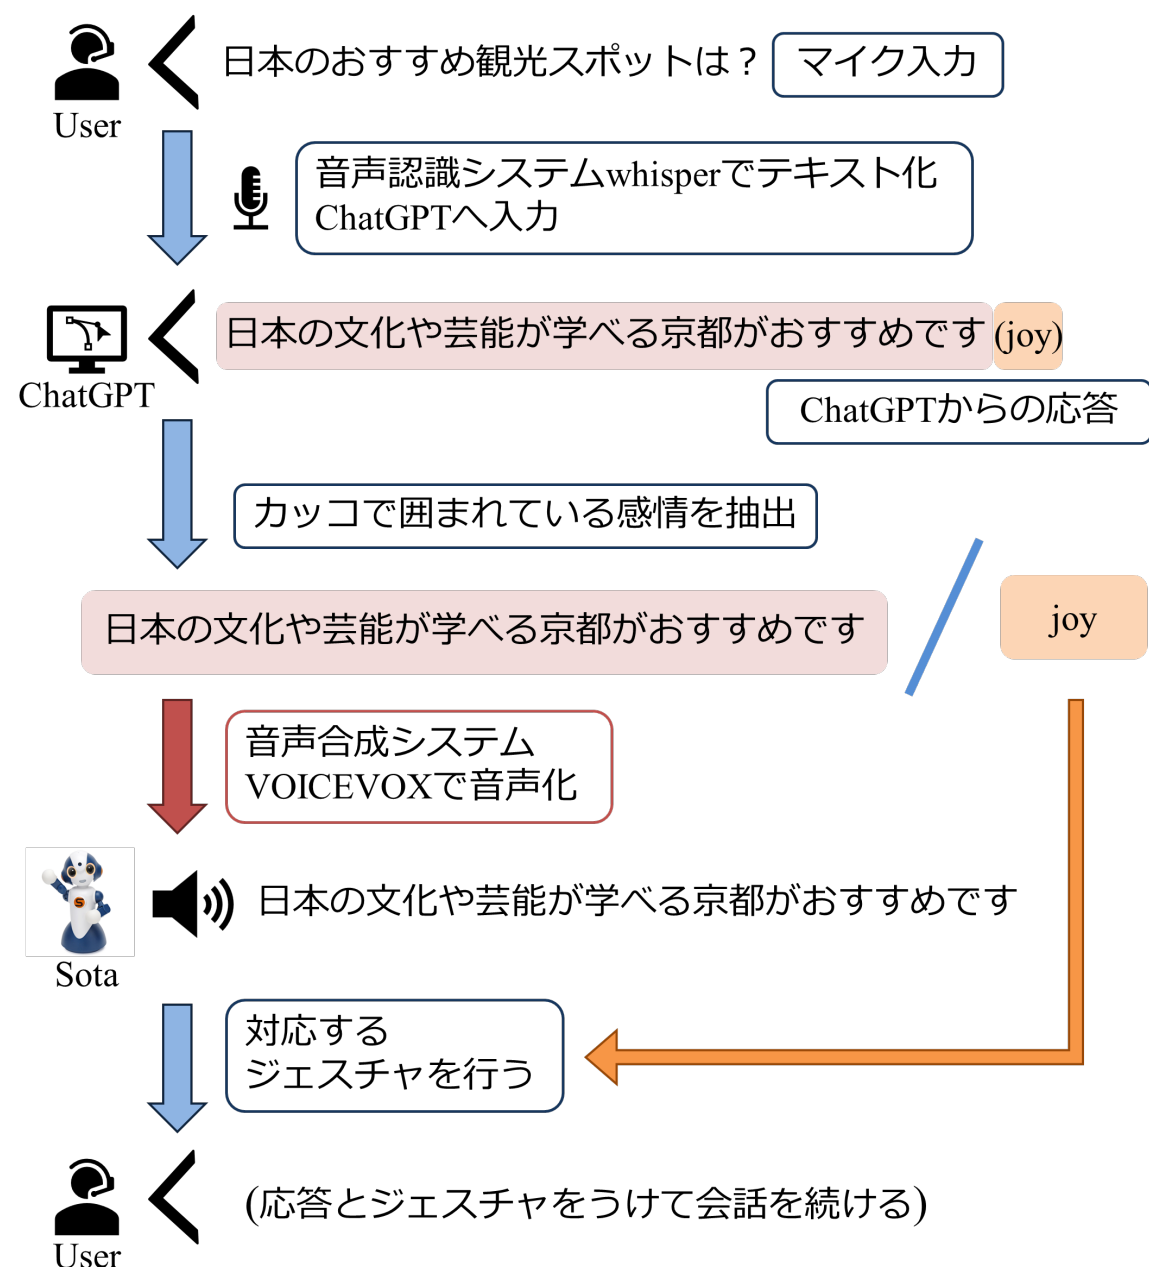 日本のおすすめ観光スポットは？ マイク入力
User
音声認識システムwhisperでテキスト化
ChatGPTへ入力
日本の文化や芸能が学べる京都がおすすめです(joy)
ChatGPT
ChatGPTからの応答
カッコで囲まれている感情を抽出
日本の文化や芸能が学べる京都がおすすめです
joy
音声合成システム
VOICEVOXで音声化
日本の文化や芸能が学べる京都がおすすめです
Sota
対応する
ジェスチャを行う
(応答とジェスチャをうけて会話を続ける)
User